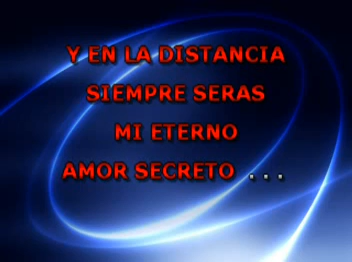 Y EN LA DISTANCIA
SIEMPRE SERAS
MI ETERNO
AMOR SECRETO . . .